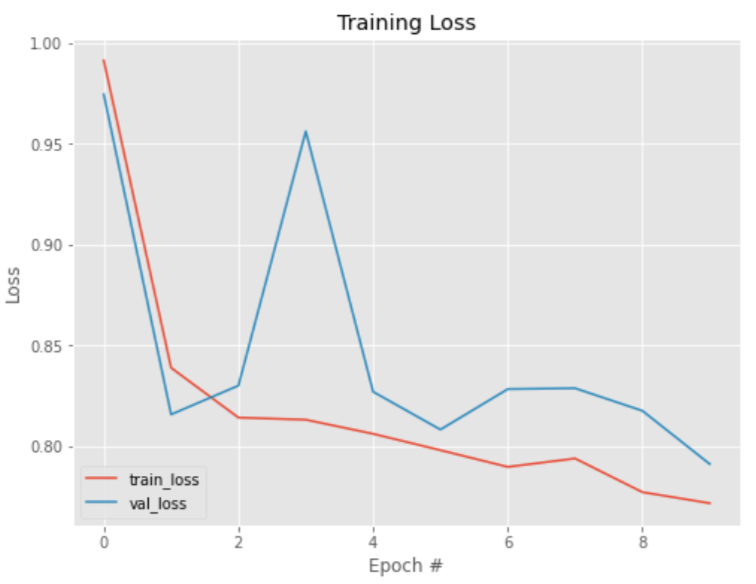 Training Loss
1.00
0.95
0.90
0.85
0.80
Loss
train_loss
val_loss
0
2
4
6
8
Epoch #